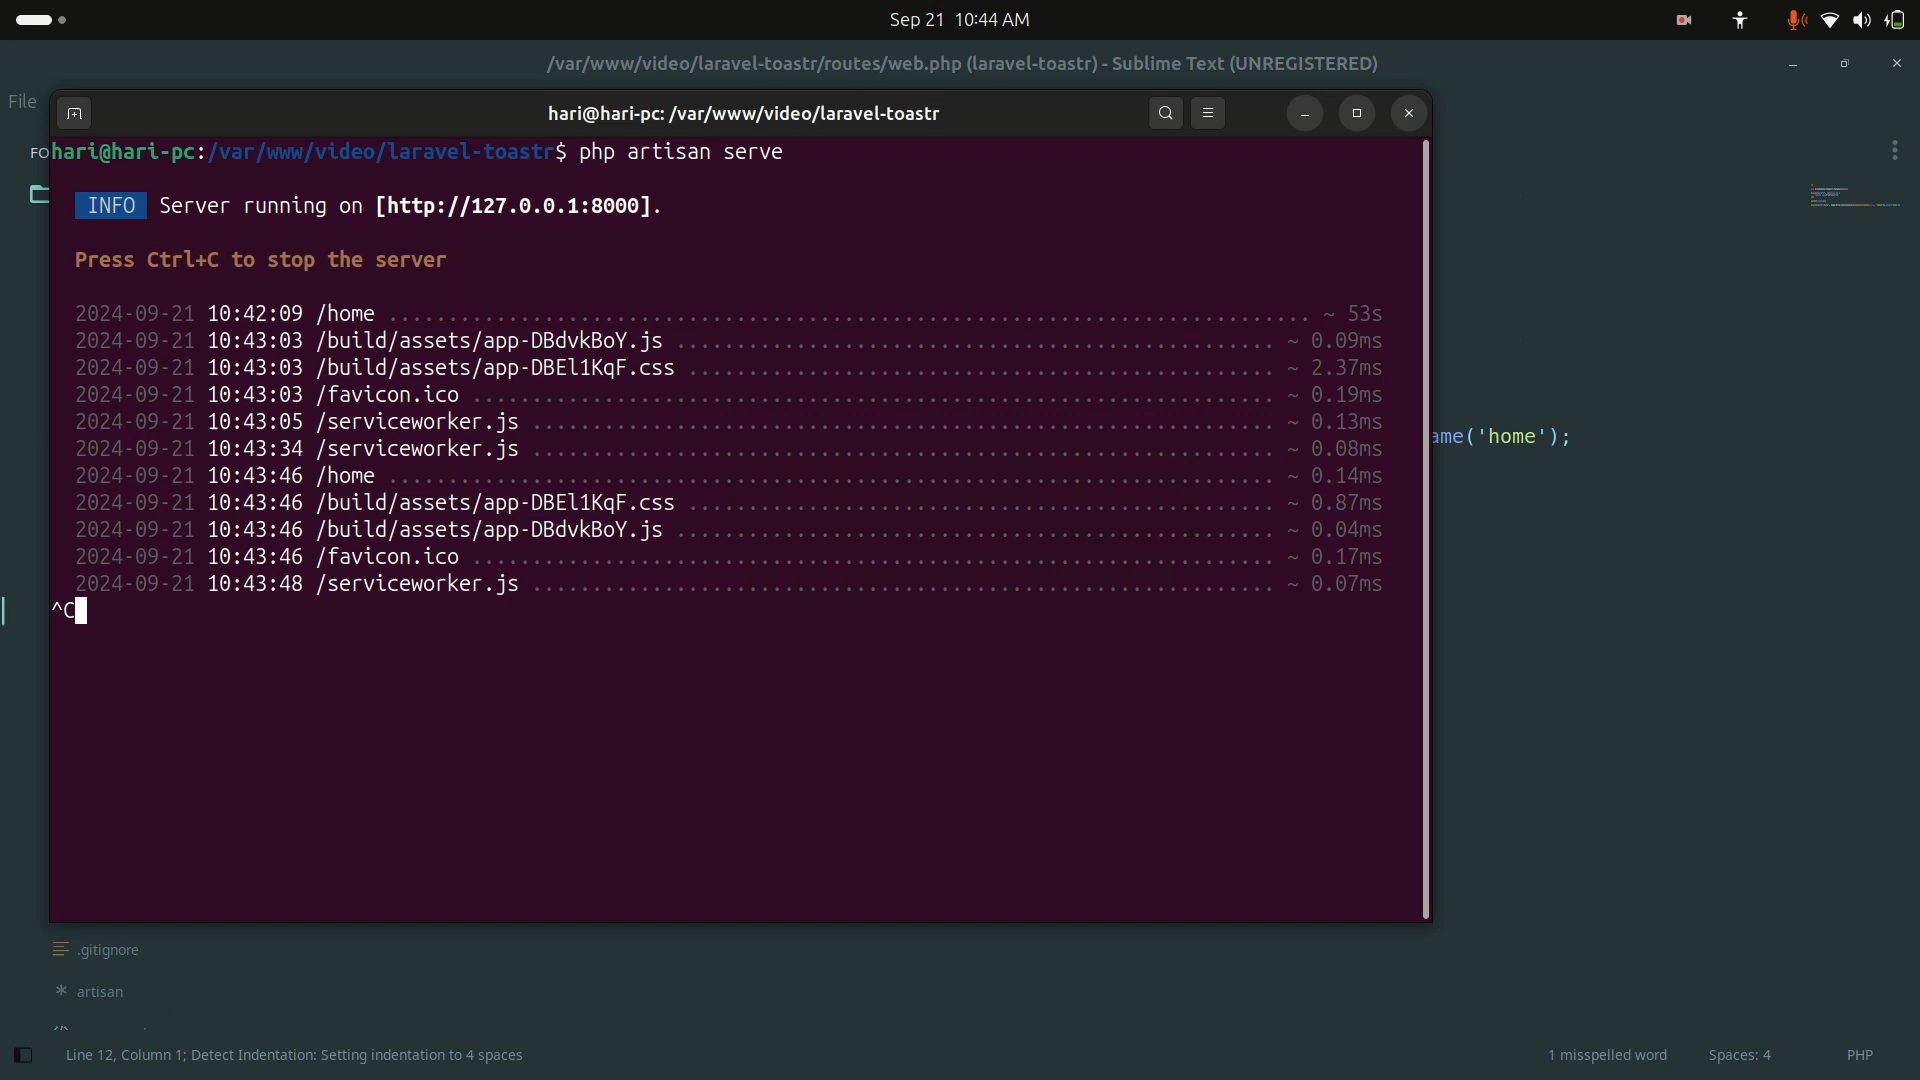 Sep 21 10:44 AM
/var/www/video/laravel-toastr/routes/web.php (laravel-toastr) - Sublime Text (UNREGISTERED)
File
hari@hari-pc: /var/www/video/laravel-toastr
FO
hari@hari-pc:/var/www/video/laravel-toastr$ php artisan serve
INFO Server running on [http://127.0.0.1:8000].
Press Ctrl+C to stop the server
2024-09-21 10:42:09 /home ............................................................................. ~ 53s
2024-09-21 10:43:03 /build/assets/app-DBdvkBoY.js .................................................. ~ 0.09ms
2024-09-21 10:43:03 /build/assets/app-DBEl1KqF.css ................................................. ~ 2.37ms
2024-09-21 10:43:03 /favicon.ico ................................................................... ~ 0.19ms
2024-09-21 10:43:05 /serviceworker.js .............................................................. ~ 0.13ms
2024-09-21 10:43:34 /serviceworker.js .............................................................. ~ 0.08ms
2024-09-21 10:43:46 /home .......................................................................... ~ 0.14ms
2024-09-21 10:43:46 /build/assets/app-DBEl1KqF.css ................................................. ~ 0.87ms
2024-09-21 10:43:46 /build/assets/app-DBdvkBoY.js .................................................. ~ 0.04ms
2024-09-21 10:43:46 /favicon.ico ................................................................... ~ 0.17ms
2024-09-21 10:43:48 /serviceworker.js .............................................................. ~ 0.07ms
^C
ame('home');
.gitignore
artisan
Line 12, Column 1; Detect Indentation: Setting indentation to 4 spaces
1 misspelled word
Spaces: 4
PHP